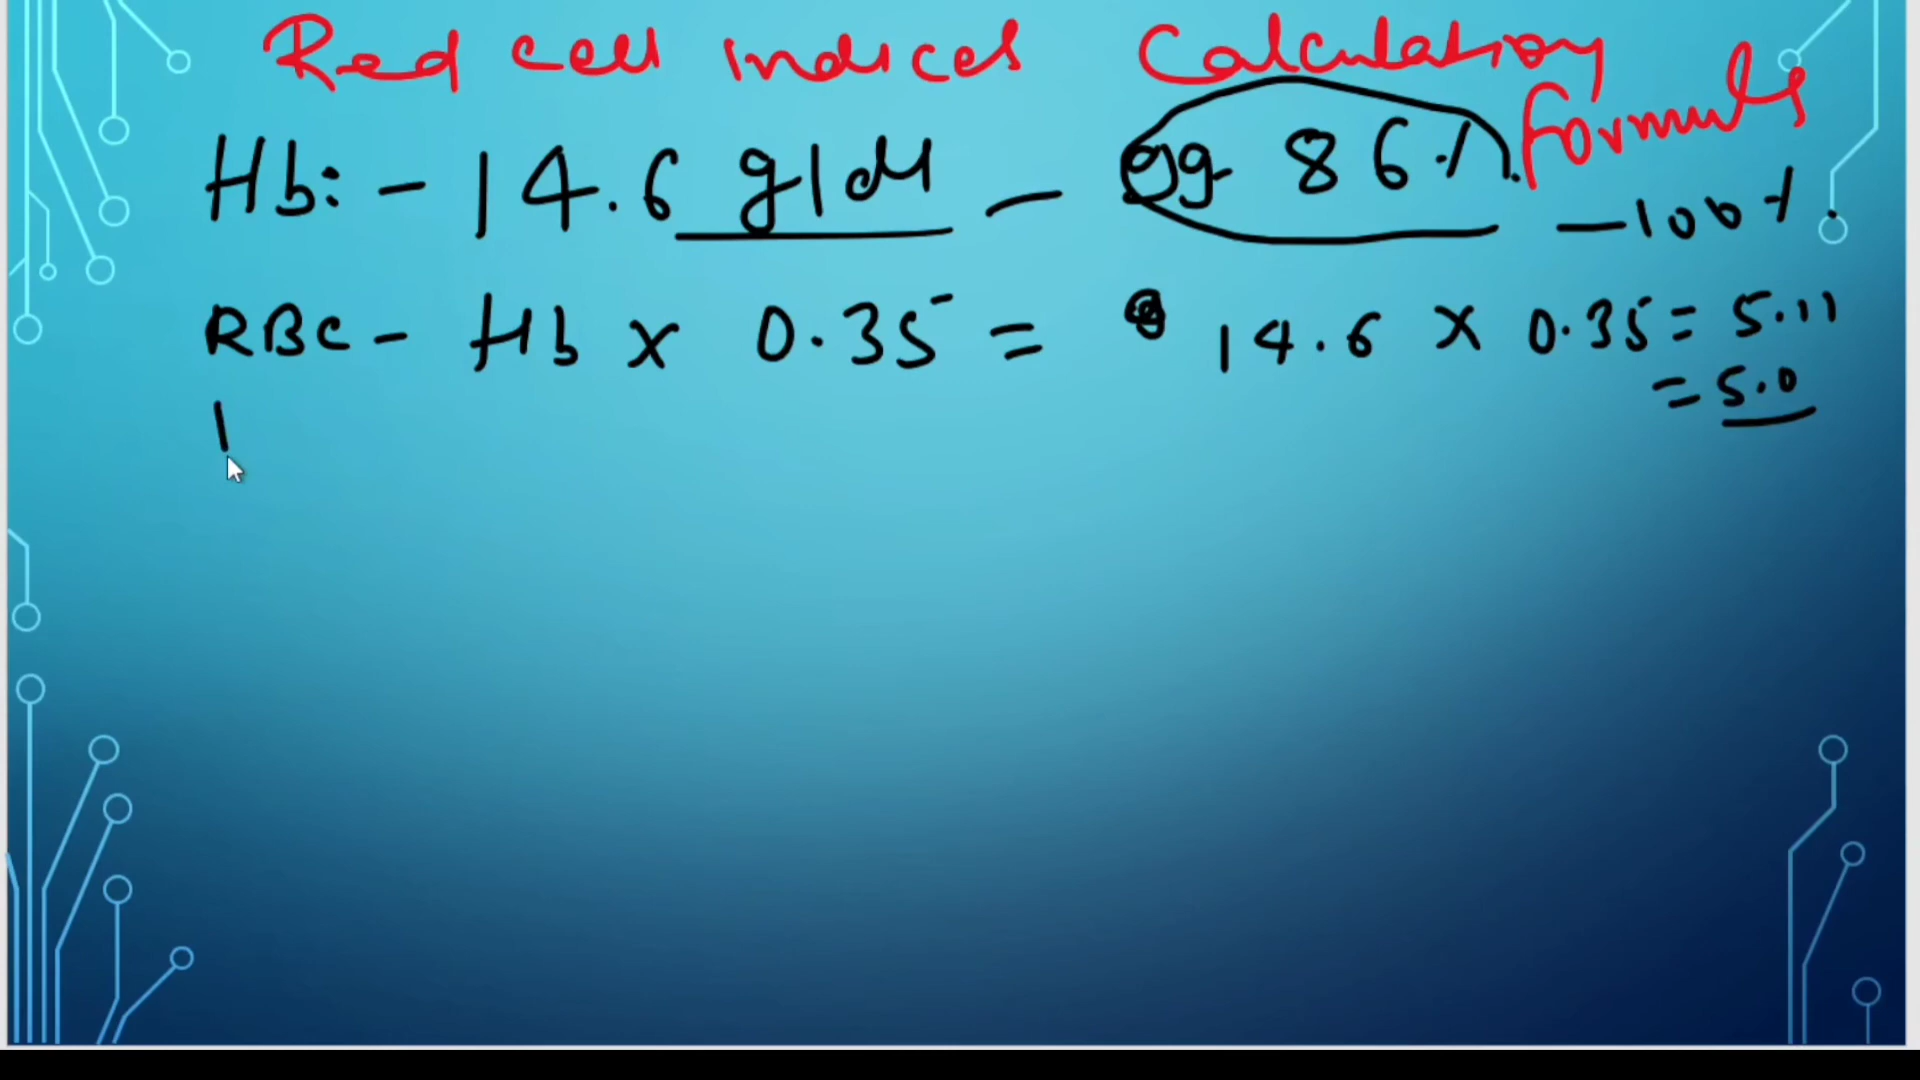 Red cell indices Calculation
Formula
Hb:- 14.6 g/dl - eg 86% - 100%
RBC - Hb x 0.35 = 14.6 x 0.35 = 5.11
= 5.0